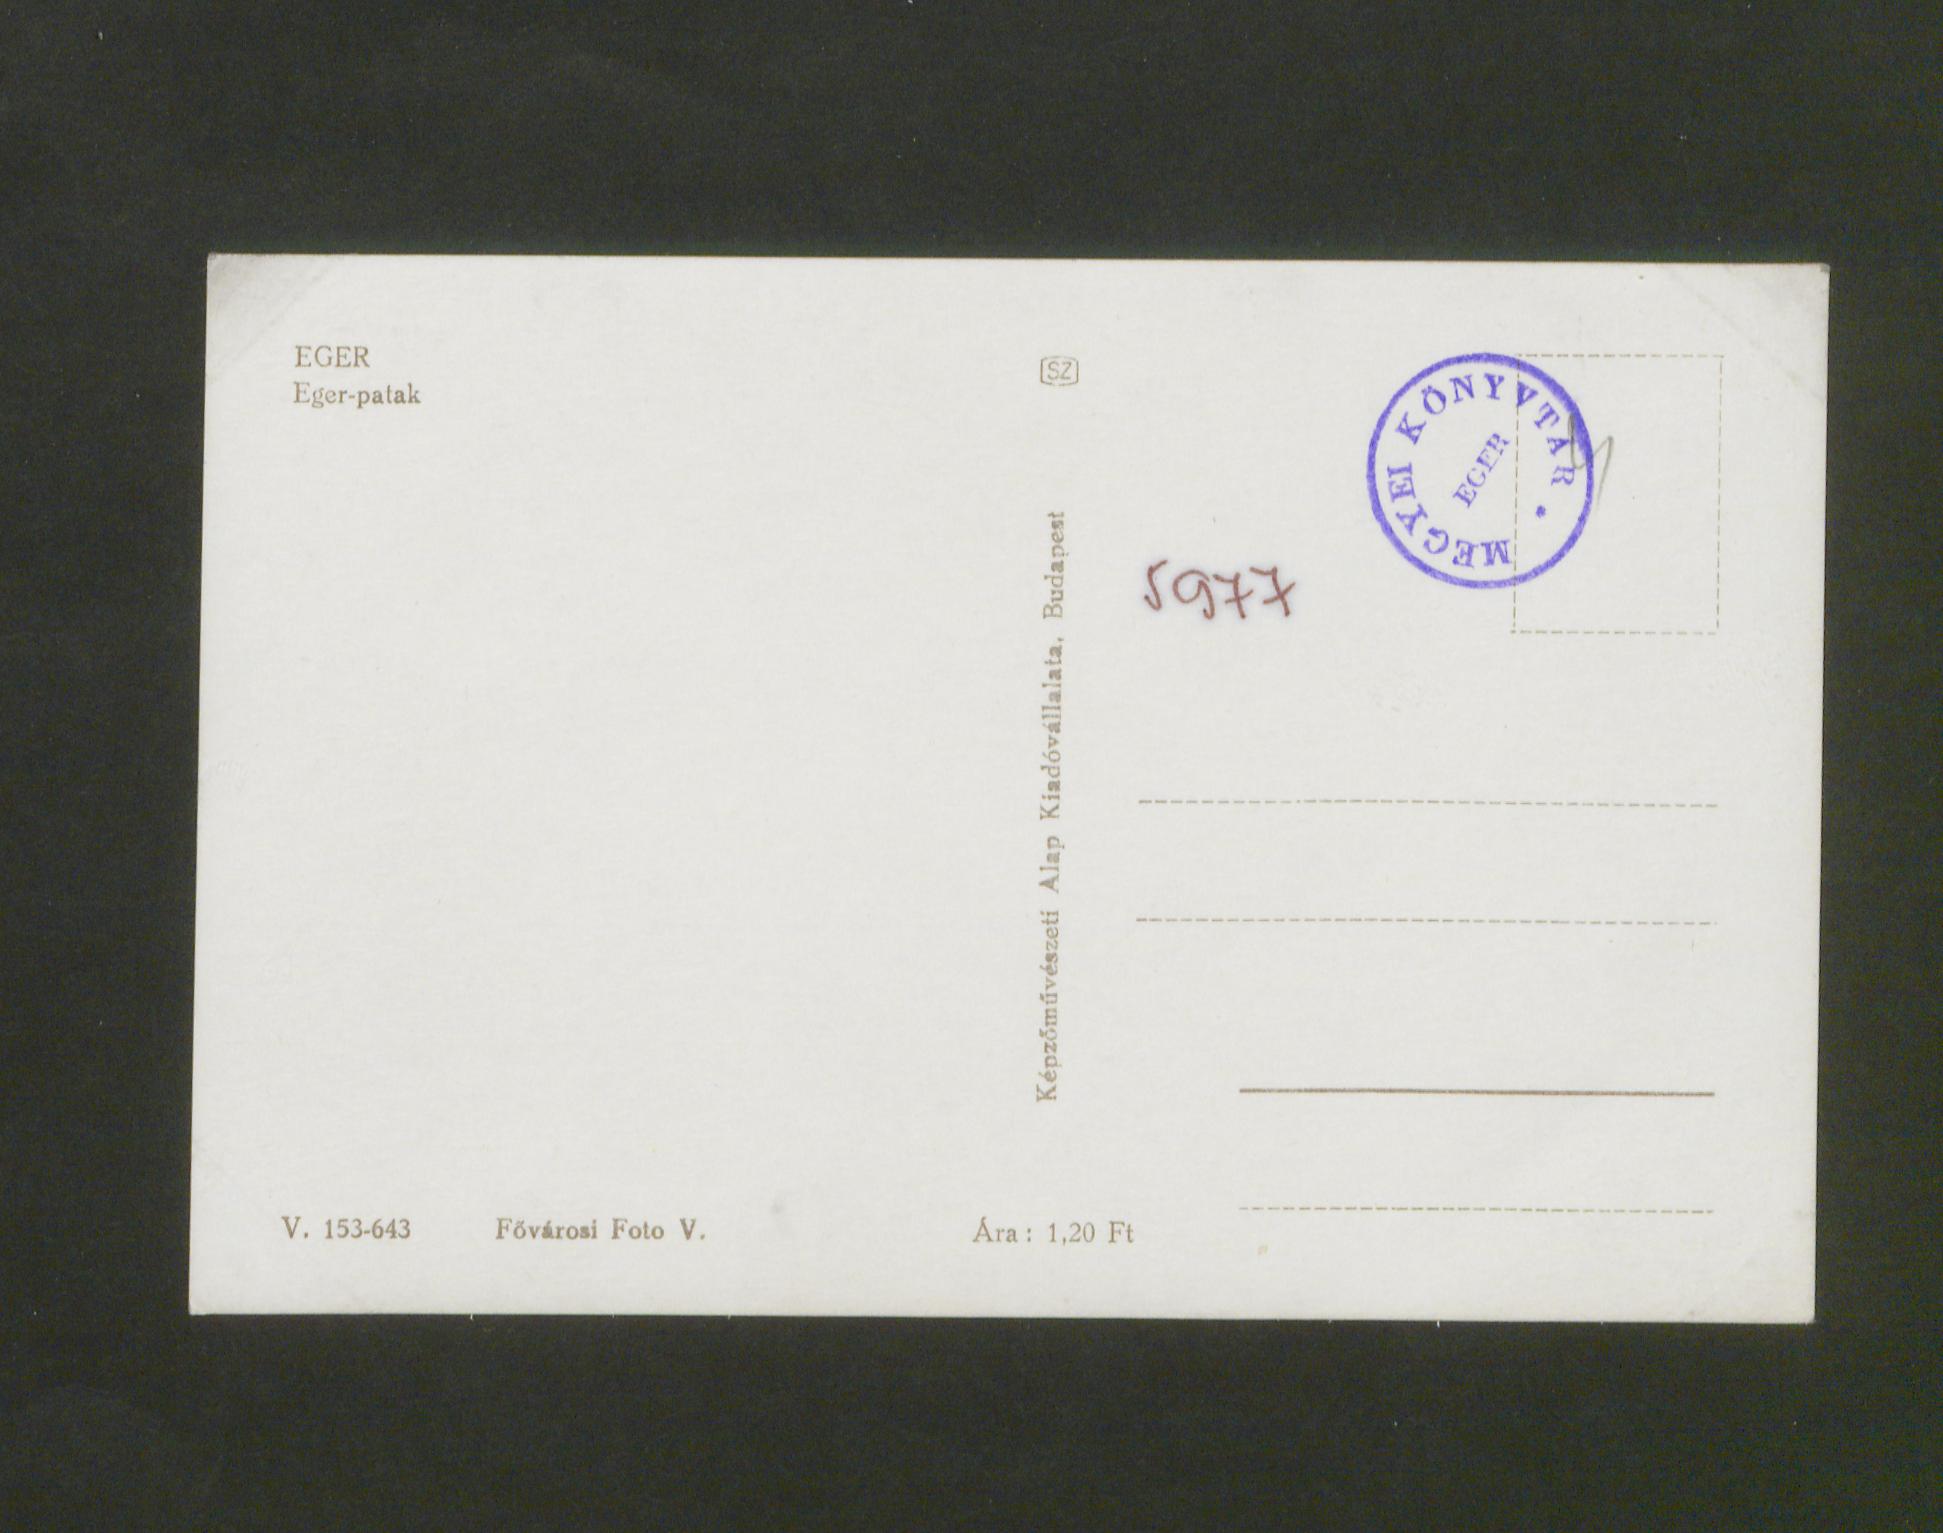 EGER
Eger-patak
SZ
MEGYEI KÖNYVTÁR *
EGER
5977
Képzőművészeti Alap Kiadóvállalata, Budapest
V. 153-643 Fővárosi Foto V. Ára: 1,20 Ft